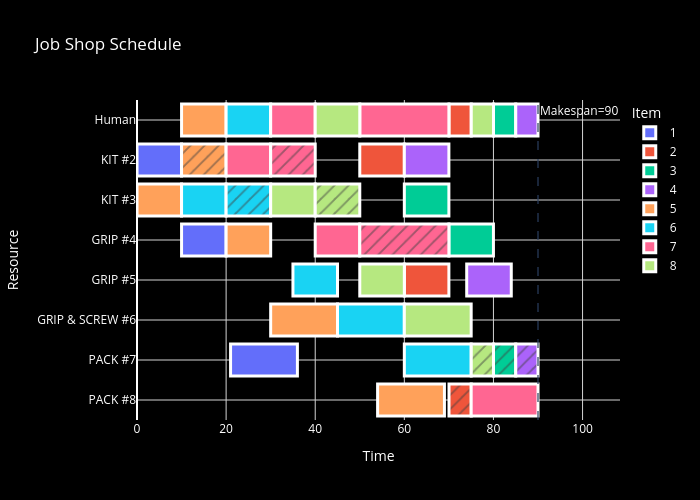 Job Shop Schedule
Makespan=90
Human
KIT #2
KIT #3
GRIP #4
GRIP #5
GRIP & SCREW #6
PACK #7
PACK #8
Resource
0 20 40 60 80 100
Time
Item
1
2
3
4
5
6
7
8